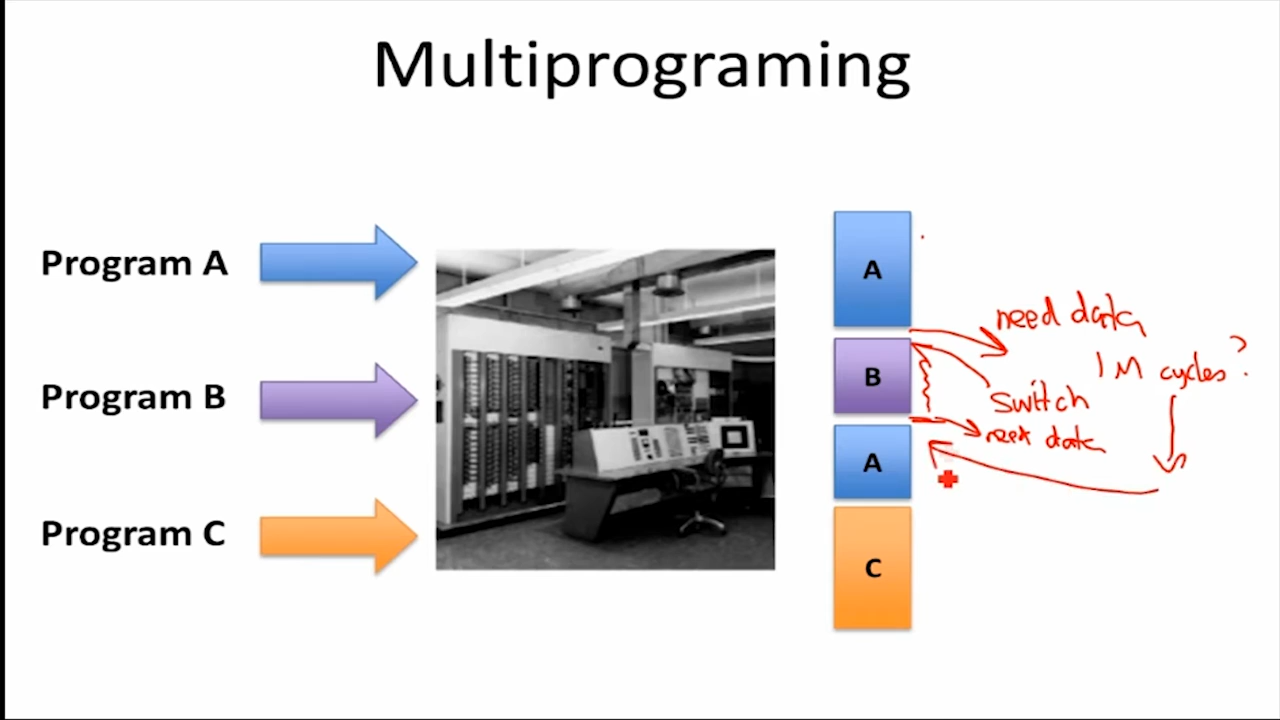 Multiprograming
Program A
Program B
Program C
A
B
A
C
need data
1 M cycles?
switch
need data